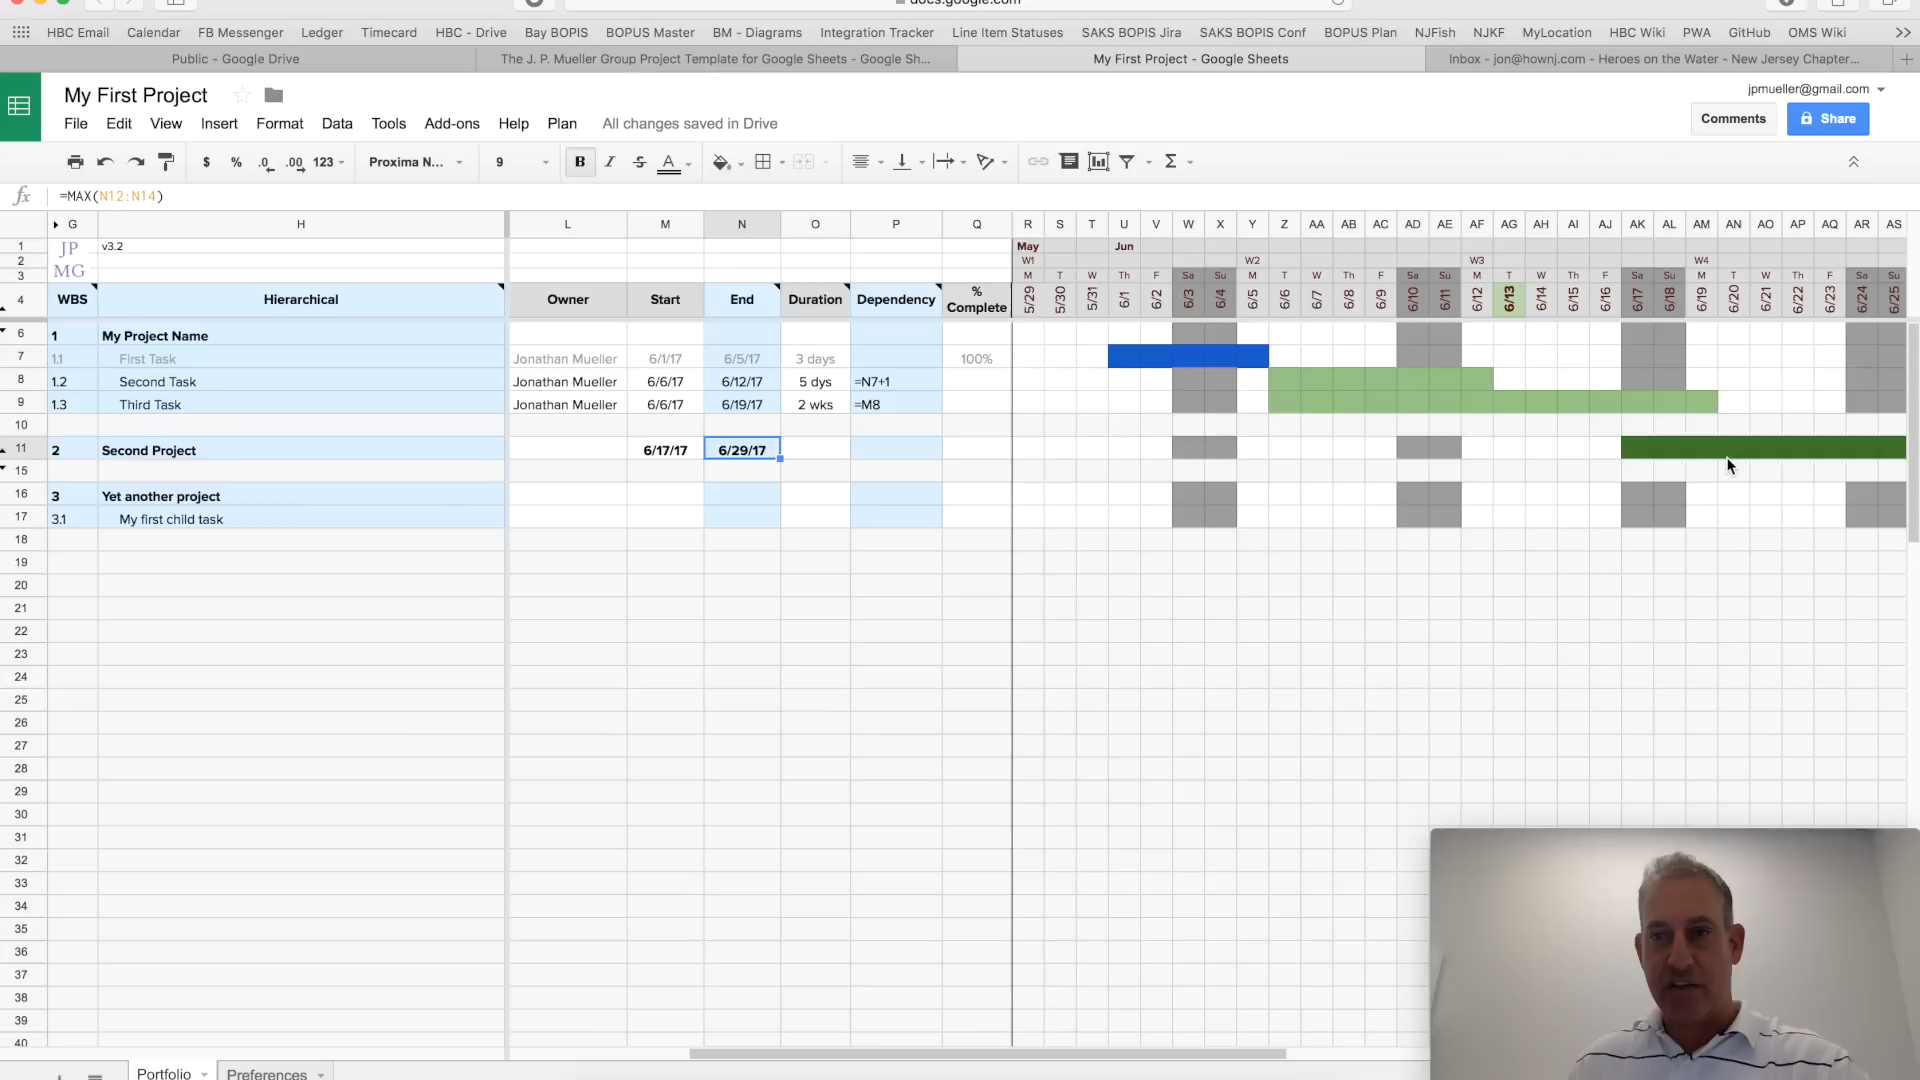 docs.google.com
HBC Email Calendar FB Messenger Ledger Timecard HBC - Drive Bay BOPIS BOPUS Master BM - Diagrams Integration Tracker Line Item Statuses SAKS BOPIS Jira SAKS BOPIS Conf BOPUS Plan NJFish NJKF MyLocation HBC Wiki PWA GitHub OMS Wiki
Public - Google Drive The J. P. Mueller Group Project Template for Google Sheets - Google Sh... My First Project - Google Sheets Inbox - jon@hownj.com - Heroes on the Water - New Jersey Chapter...
My First Project jpmueller@gmail.com
File Edit View Insert Format Data Tools Add-ons Help Plan All changes saved in Drive Comments Share
$ % .0 .00 123 Proxima N... 9 B I S A Σ
fx =MAX(N12:N14)
G H L M N O P Q R S T U V W X Y Z AA AB AC AD AE AF AG AH AI AJ AK AL AM AN AO AP AQ AR AS
1 JP v3.2 May Jun
2 W1 W2 W3 W4
3 MG M T W Th F Sa Su M T W Th F Sa Su M T W Th F Sa Su M T W Th F Sa Su
4 WBS Hierarchical Owner Start End Duration Dependency % Complete 5/29 5/30 5/31 6/1 6/2 6/3 6/4 6/5 6/6 6/7 6/8 6/9 6/10 6/11 6/12 6/13 6/14 6/15 6/16 6/17 6/18 6/19 6/20 6/21 6/22 6/23 6/24 6/25
6 1 My Project Name
7 1.1 First Task Jonathan Mueller 6/1/17 6/5/17 3 days 100%
8 1.2 Second Task Jonathan Mueller 6/6/17 6/12/17 5 dys =N7+1
9 1.3 Third Task Jonathan Mueller 6/6/17 6/19/17 2 wks =M8
10
11 2 Second Project 6/17/17 6/29/17
15
16 3 Yet another project
17 3.1 My first child task
18
19
20
21
22
23
24
25
26
27
28
29
30
31
32
33
34
35
36
37
38
39
40
Portfolio Preferences